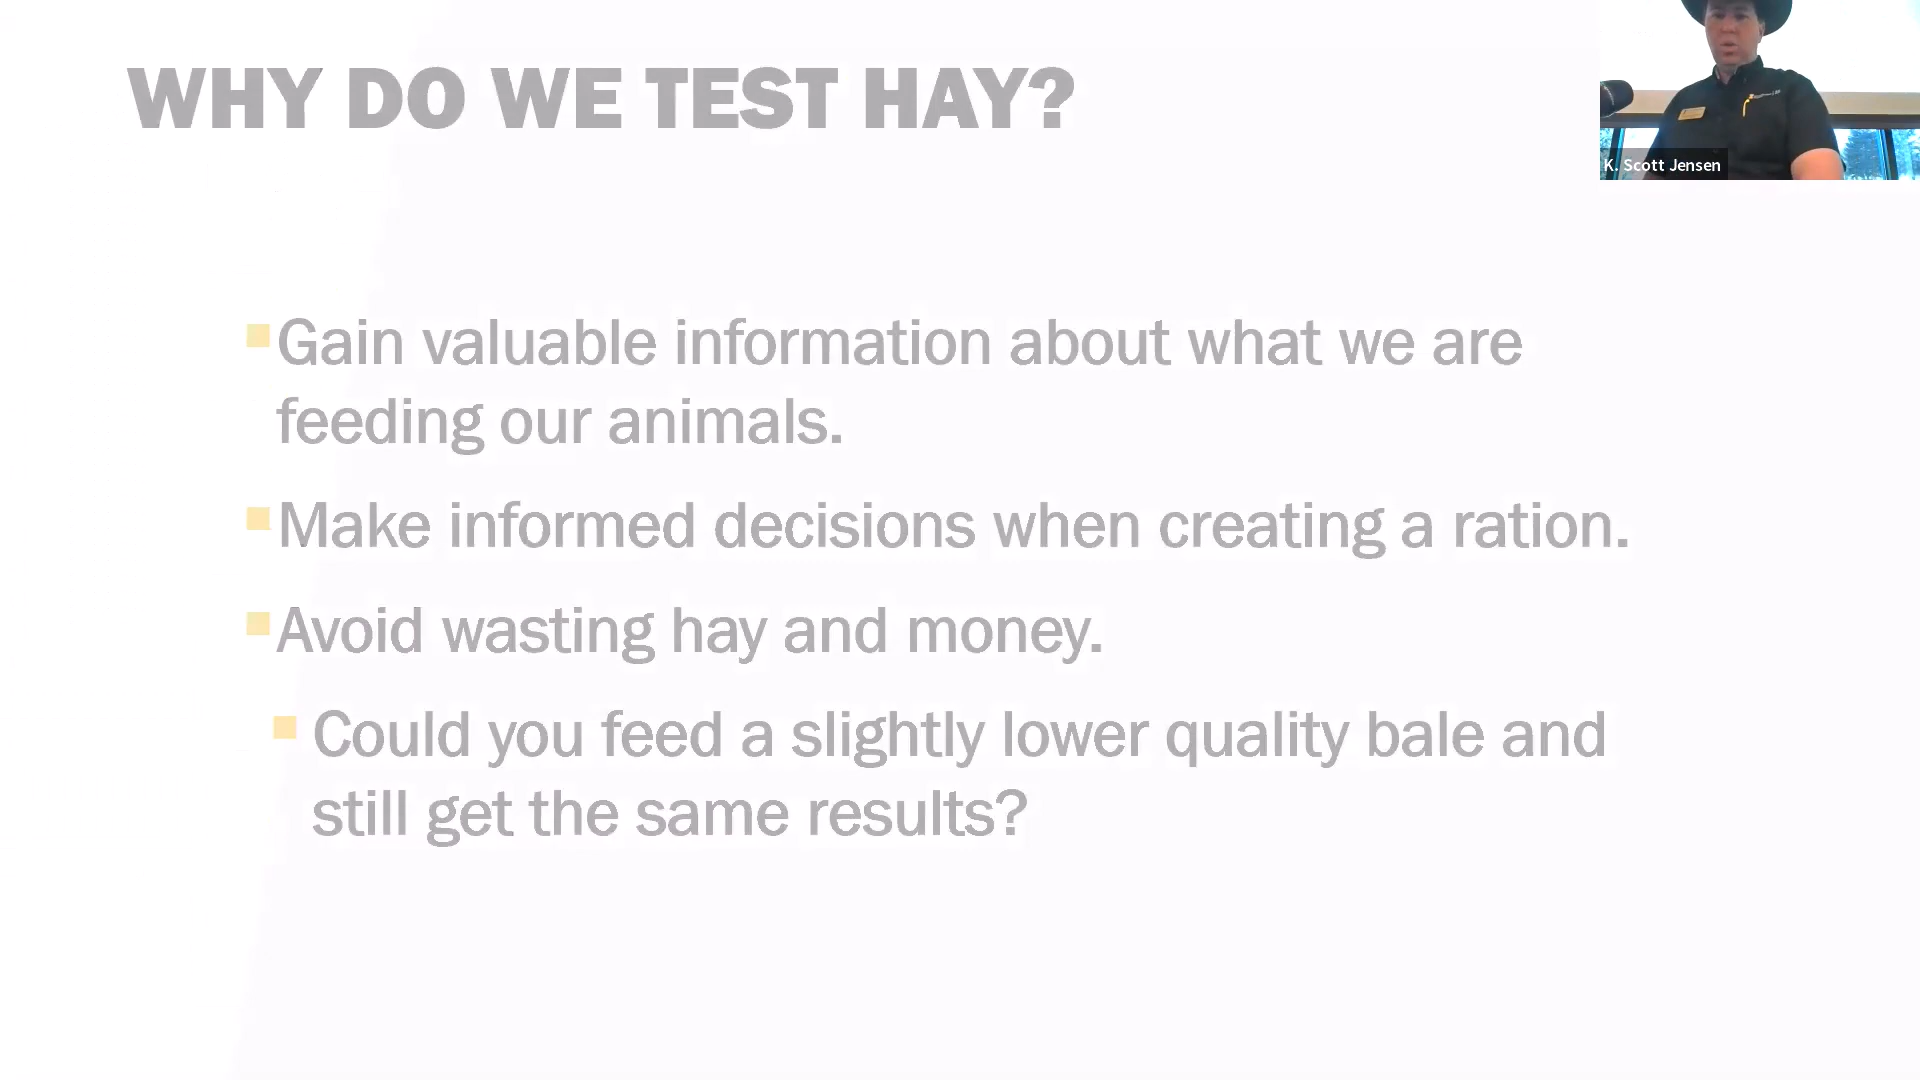 WHY DO WE TEST HAY?
K. Scott Jensen
Gain valuable information about what we are
feeding our animals.
Make informed decisions when creating a ration.
Avoid wasting hay and money.
Could you feed a slightly lower quality bale and
still get the same results?